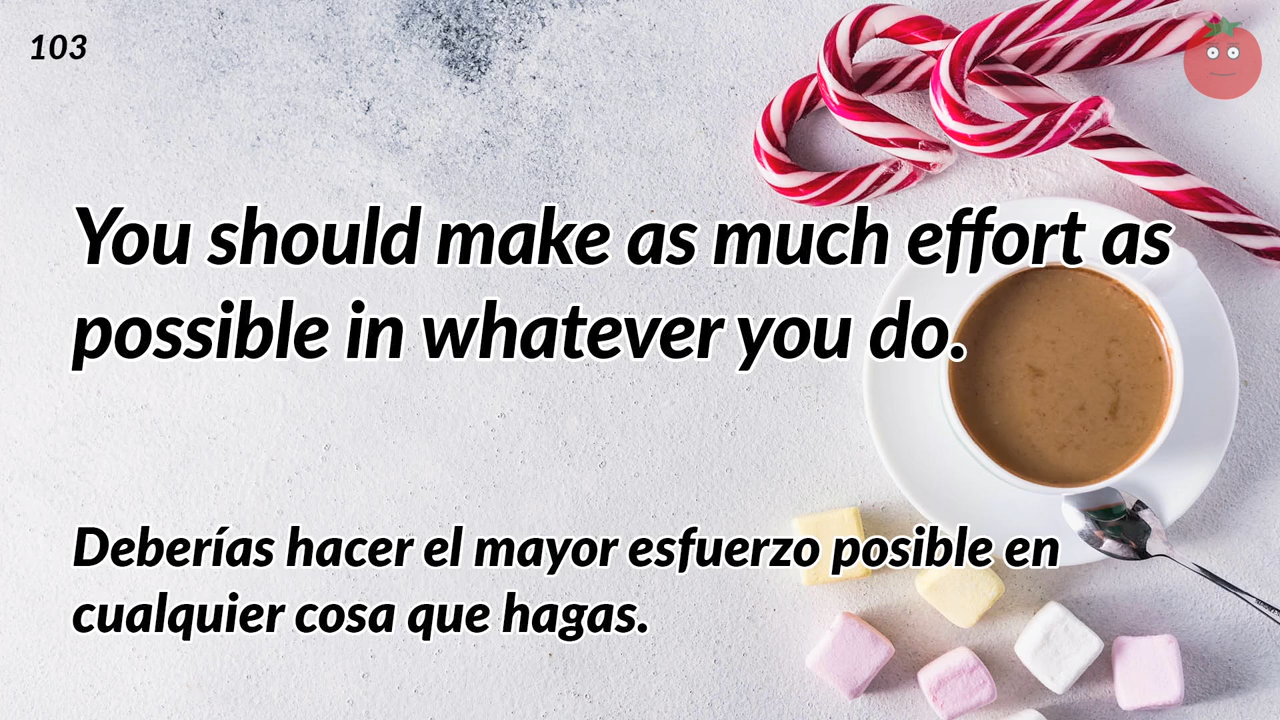 103
You should make as much effort as
possible in whatever you do.
Deberías hacer el mayor esfuerzo posible en
cualquier cosa que hagas.